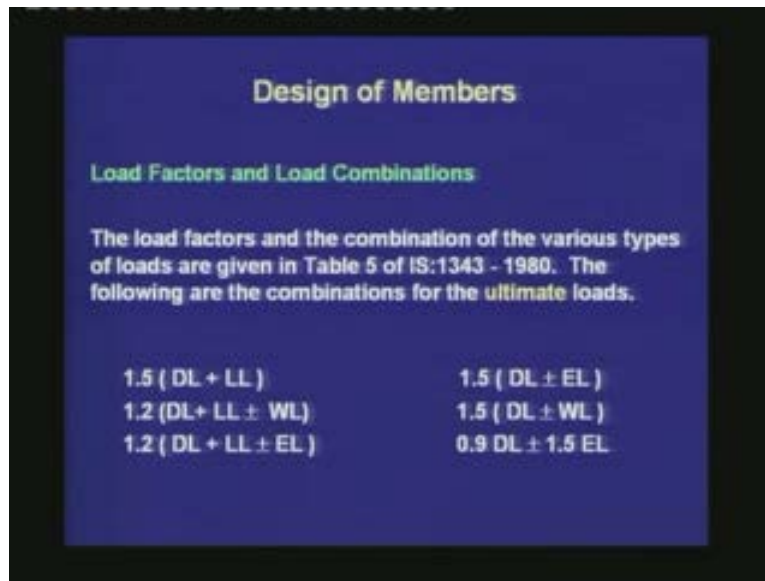 Design of Members
Load Factors and Load Combinations
The load factors and the combination of the various types
of loads are given in Table 5 of IS:1343 - 1980. The
following are the combinations for the ultimate loads.
1.5 ( DL + LL )
1.2 (DL+ LL ± WL)
1.2 ( DL + LL ± EL )
1.5 ( DL ± EL )
1.5 ( DL ± WL )
0.9 DL ± 1.5 EL